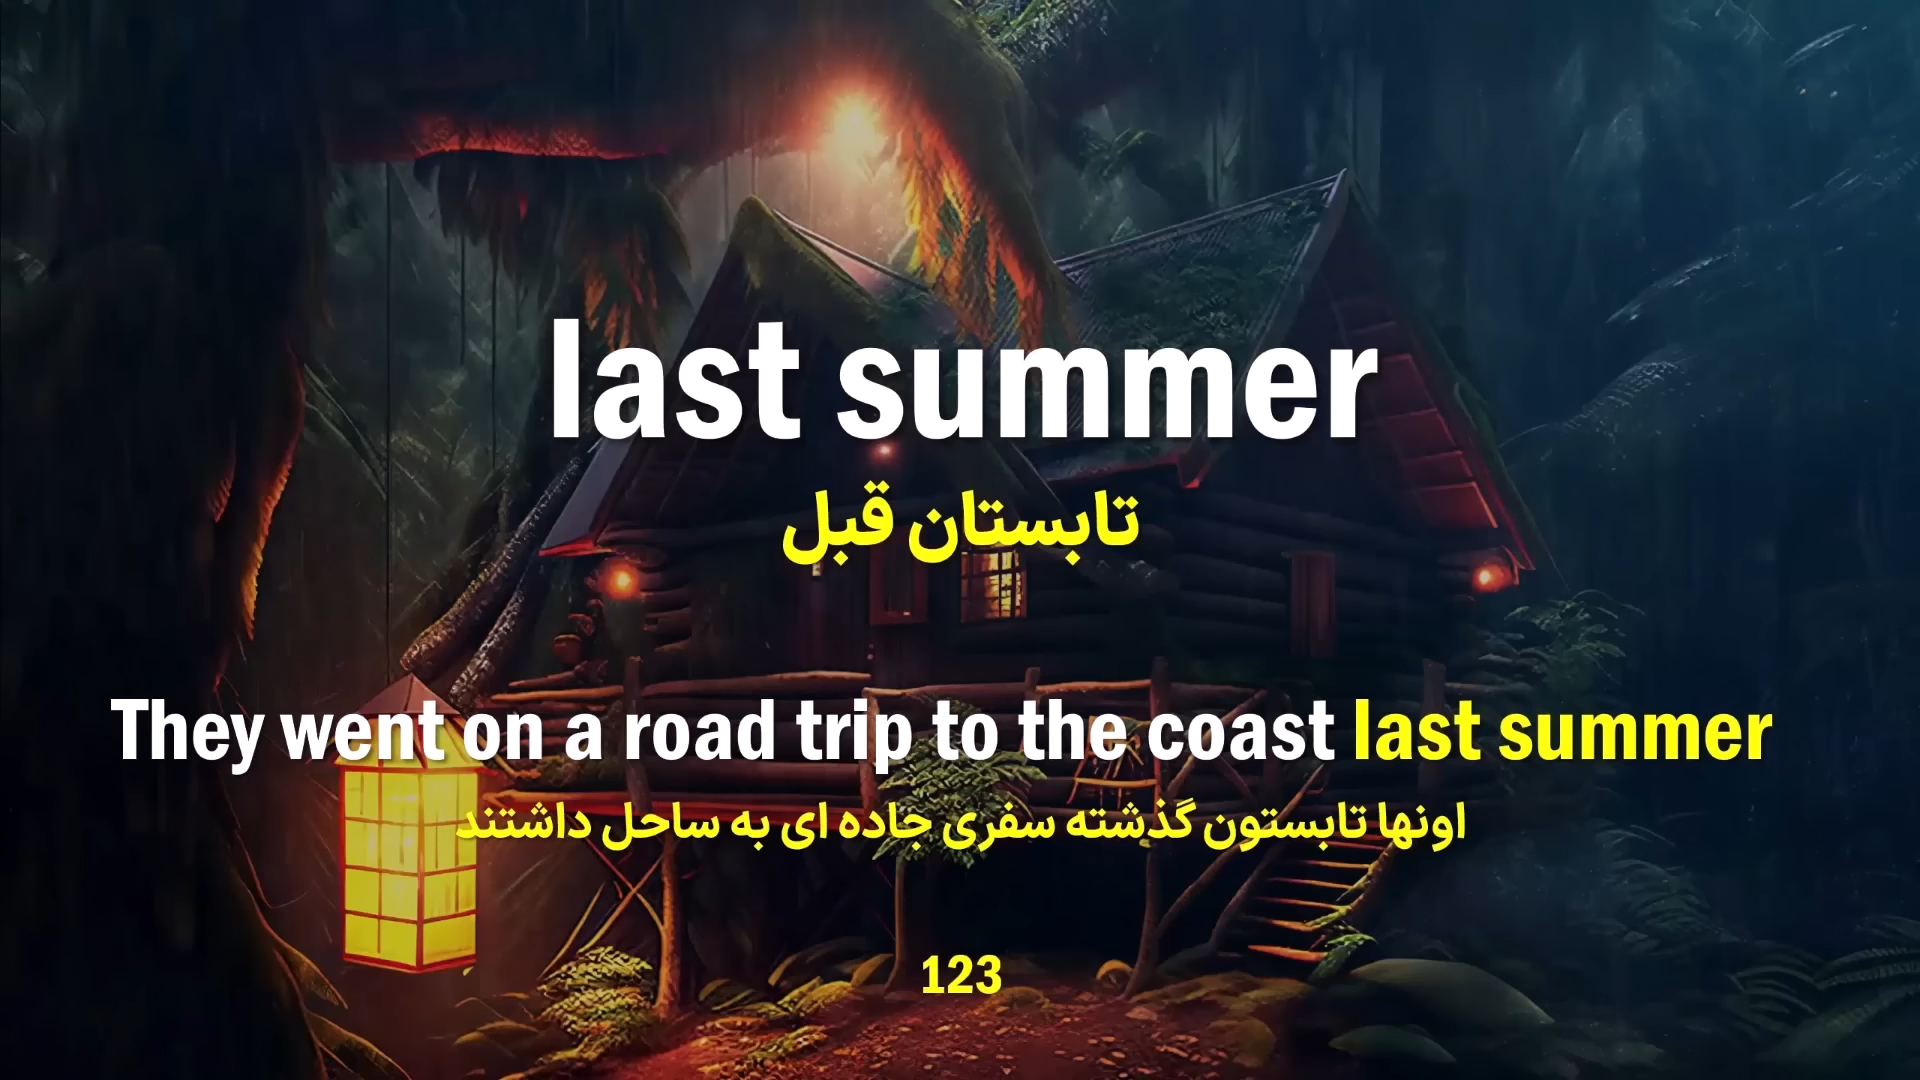 last summer
تابستان قبل
They went on a road trip to the coast last summer
اونها تابستون گذشته سفری جاده ای به ساحل داشتند
123